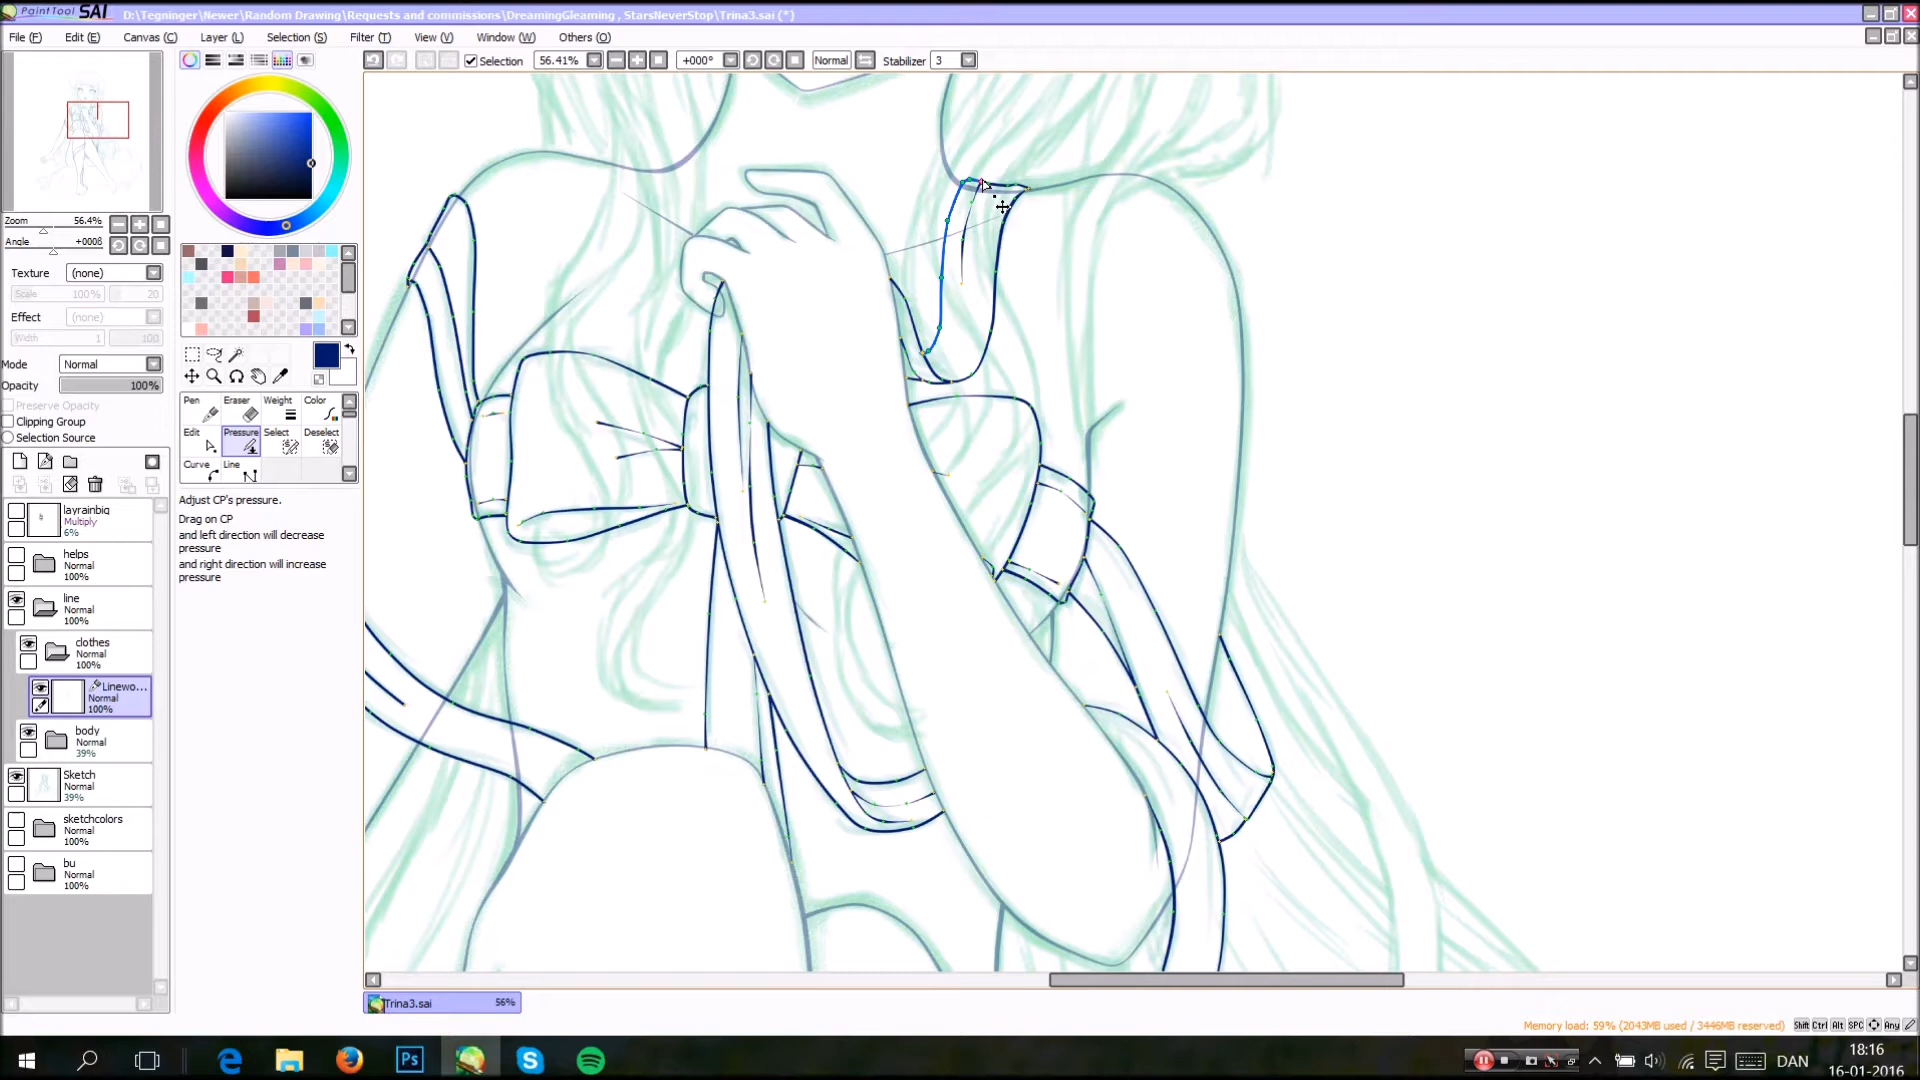 PaintTool SAI D:\Tegninger\Newer\Random Drawing\Requests and commissions\DreamingGleaming , StarsNeverStop\Trina3.sai (*)
File (F) Edit (E) Canvas (C) Layer (L) Selection (S) Filter (T) View (V) Window (W) Others (O)
Selection 56.41% +000° Normal Stabilizer 3
Zoom 56.4%
Angle +000θ
Texture (none)
Scale 100% 20
Effect (none)
Width 1 100
Mode Normal
Opacity 100%
Preserve Opacity
Clipping Group
Selection Source
Pen Eraser Weight Color
Edit Pressure Select Deselect
Curve Line
Adjust CP's pressure.
Drag on CP
and left direction will decrease
pressure
and right direction will increase
pressure
layrainbig
Multiply
6%
helps
Normal
100%
line
Normal
100%
clothes
Normal
100%
Linewo...
Normal
100%
body
Normal
39%
Sketch
Normal
39%
sketchcolors
Normal
100%
bu
Normal
100%
Trina3.sai 56%
Memory load: 59% (2043MB used / 3446MB reserved) Shift Ctrl Alt SPC Any
Ps
DAN
18:16
16-01-2016